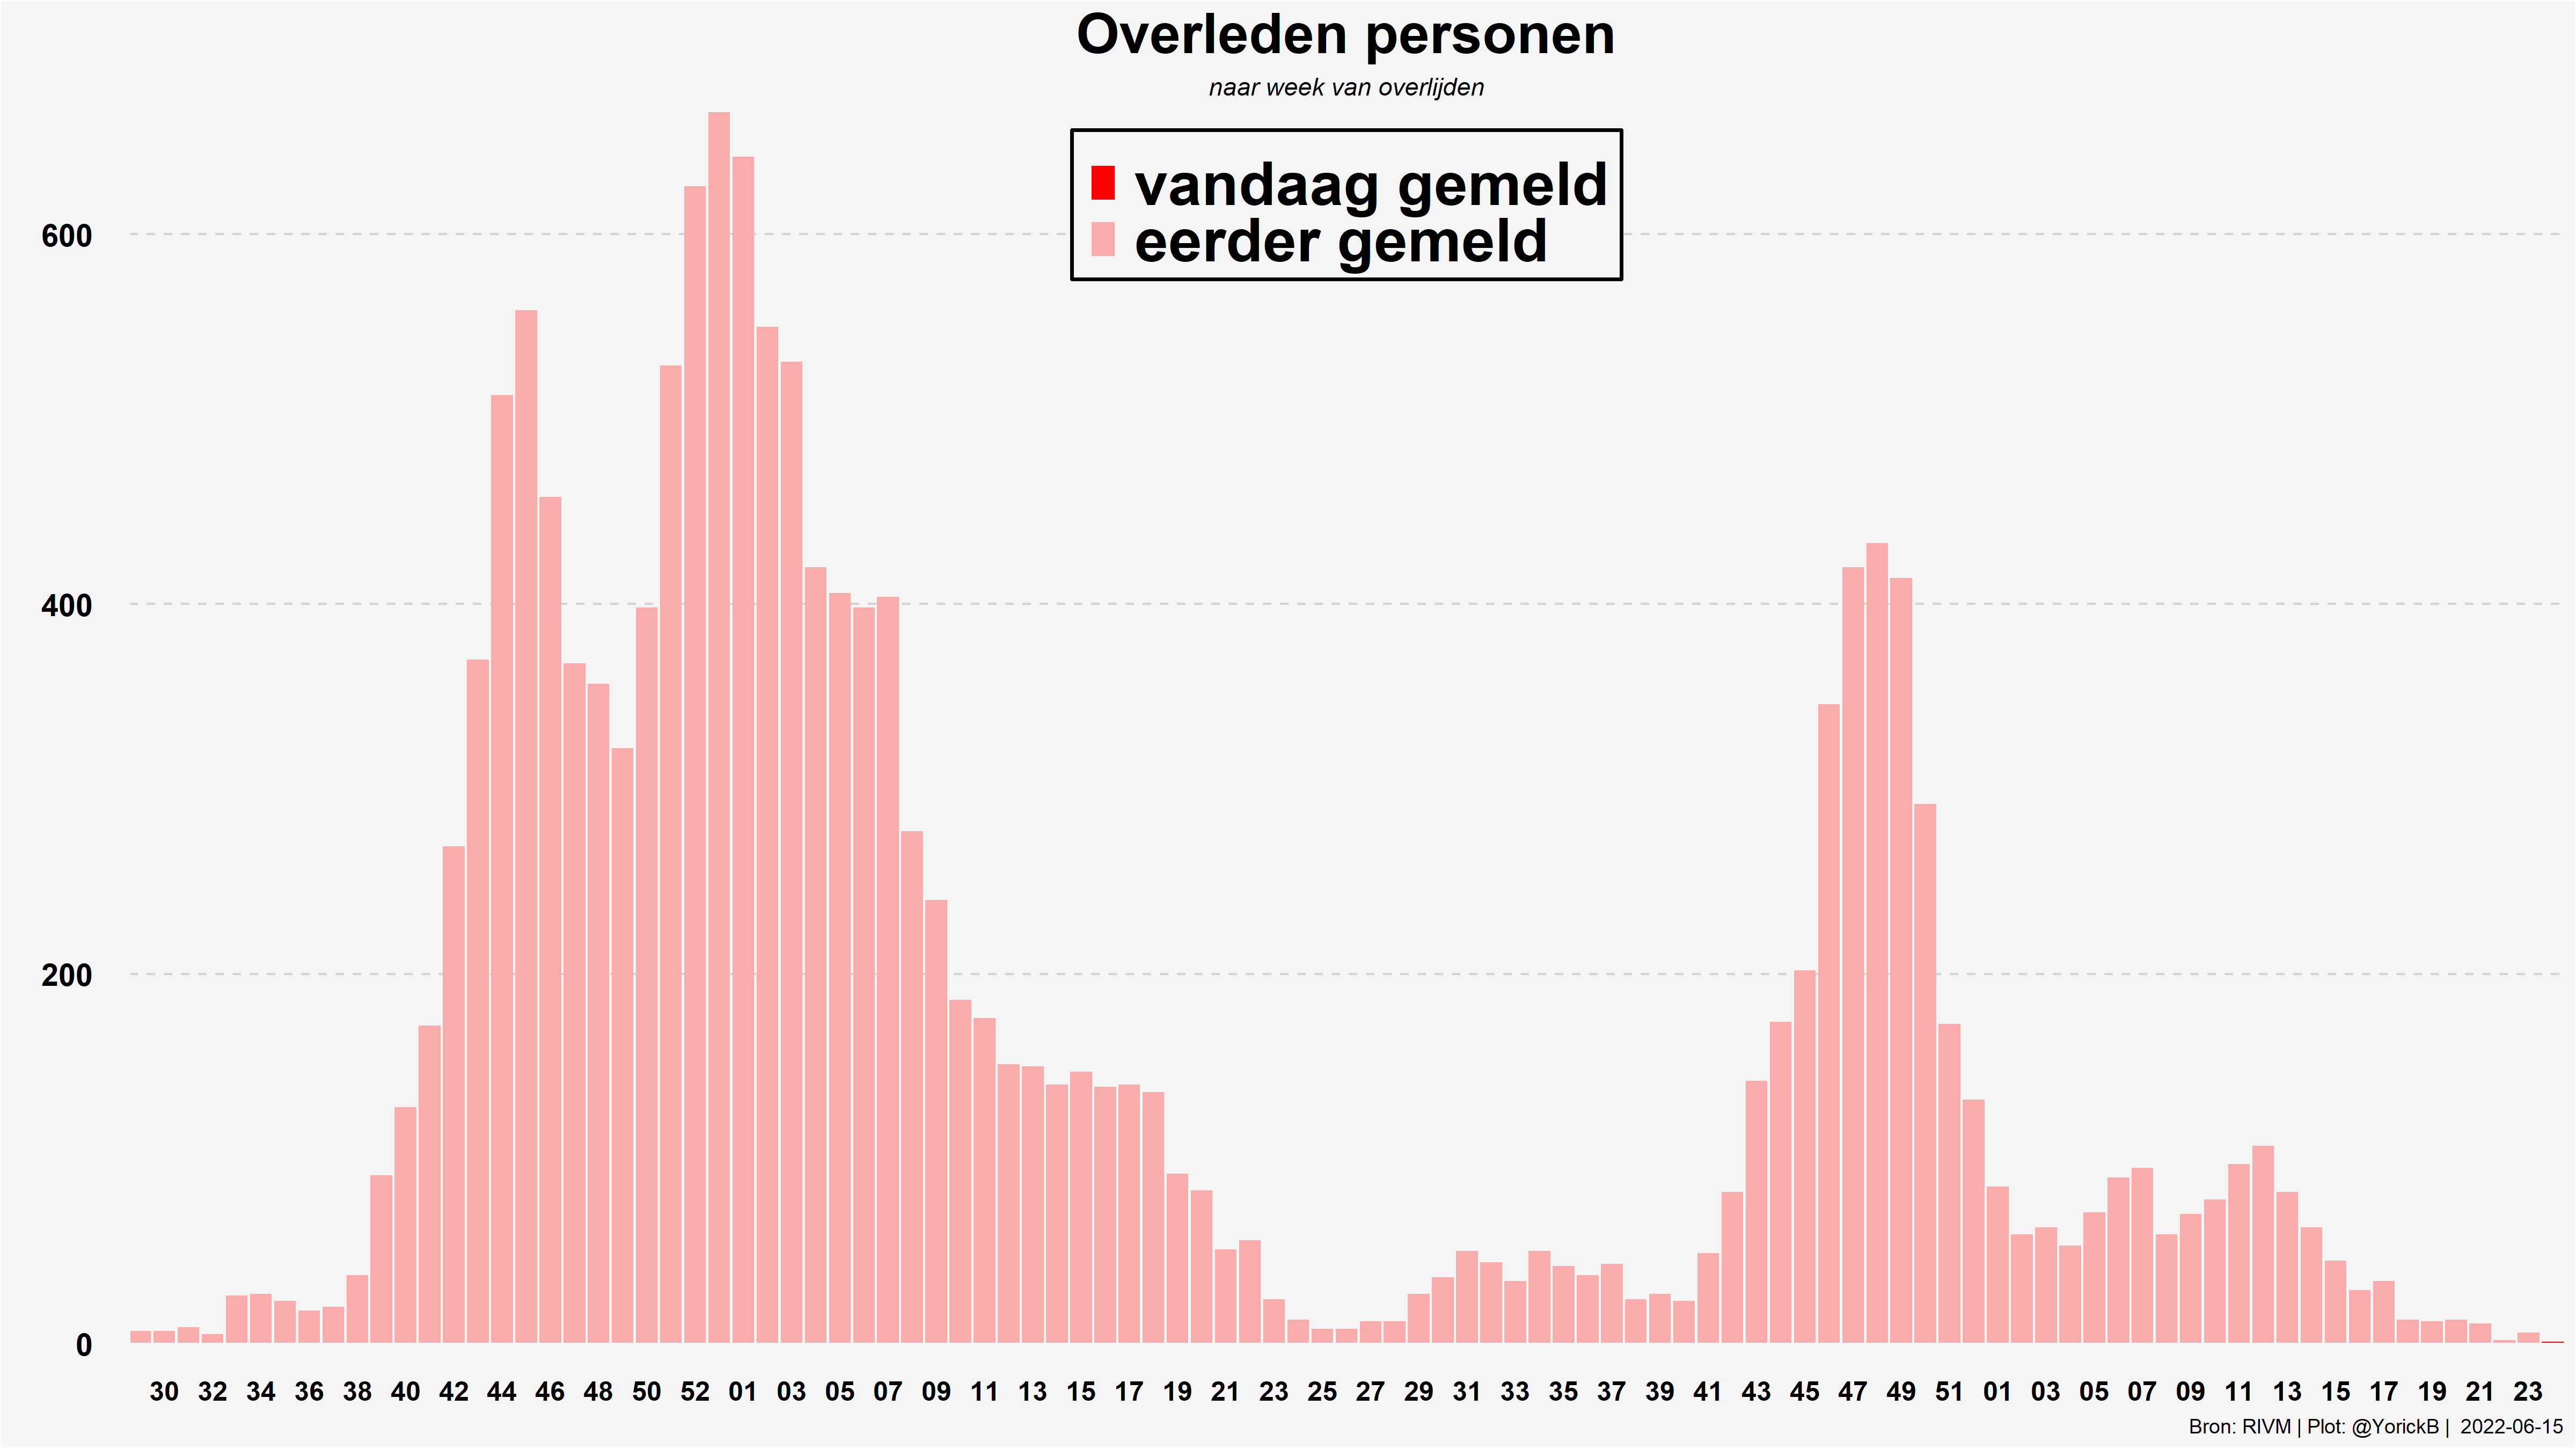 Overleden personen
naar week van overlijden
vandaag gemeld
eerder gemeld
600
400
200
0
30 32 34 36 38 40 42 44 46 48 50 52 01 03 05 07 09 11 13 15 17 19 21 23 25 27 29 31 33 35 37 39 41 43 45 47 49 51 01 03 05 07 09 11 13 15 17 19 21 23
Bron: RIVM | Plot: @YorickB | 2022-06-15